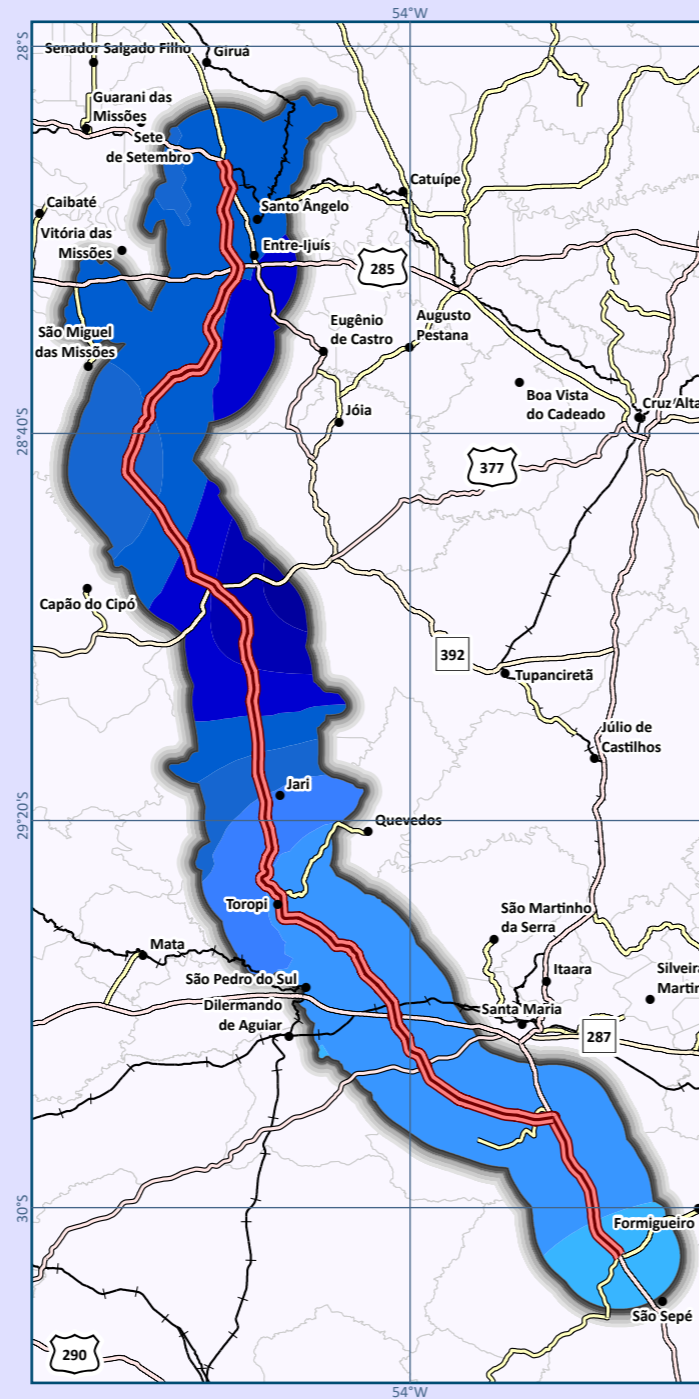 54°W
28°S
Senador Salgado Filho
Giruá
Guarani das
Missões
Sete
de Setembro
Catuípe
Caibaté
Santo Ângelo
Vitória das
Missões
Entre-Ijuís
285
São Miguel
das Missões
Eugênio
de Castro
Augusto
Pestana
Boa Vista
do Cadeado
Cruz Alta
Jóia
28°40
377
Capão do Cipó
392
Tupanciretã
Júlio de
Castilhos
Jari
29°20
Quevedos
Toropi
São Martinho
da Serra
Mata
Itaara
Silveira
Martin
São Pedro do Sul
Dilermando
de Aguiar
Santa Maria
287
30°S
Formigueiro
São Sepé
290
54°W